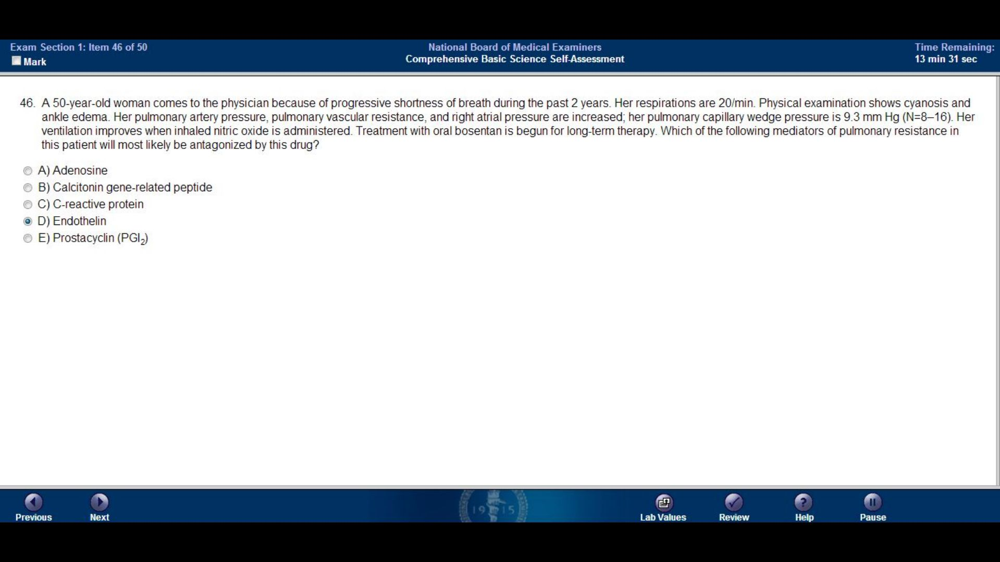 Exam Section 1: Item 46 of 50
Mark
National Board of Medical Examiners
Comprehensive Basic Science Self-Assessment
Time Remaining:
13 min 31 sec
46. A 50-year-old woman comes to the physician because of progressive shortness of breath during the past 2 years. Her respirations are 20/min. Physical examination shows cyanosis and
ankle edema. Her pulmonary artery pressure, pulmonary vascular resistance, and right atrial pressure are increased; her pulmonary capillary wedge pressure is 9.3 mm Hg (N=8–16). Her
ventilation improves when inhaled nitric oxide is administered. Treatment with oral bosentan is begun for long-term therapy. Which of the following mediators of pulmonary resistance in
this patient will most likely be antagonized by this drug?
A) Adenosine
B) Calcitonin gene-related peptide
C) C-reactive protein
D) Endothelin
E) Prostacyclin (PGI₂)
1915
Previous
Next
Lab Values
Review
Help
Pause